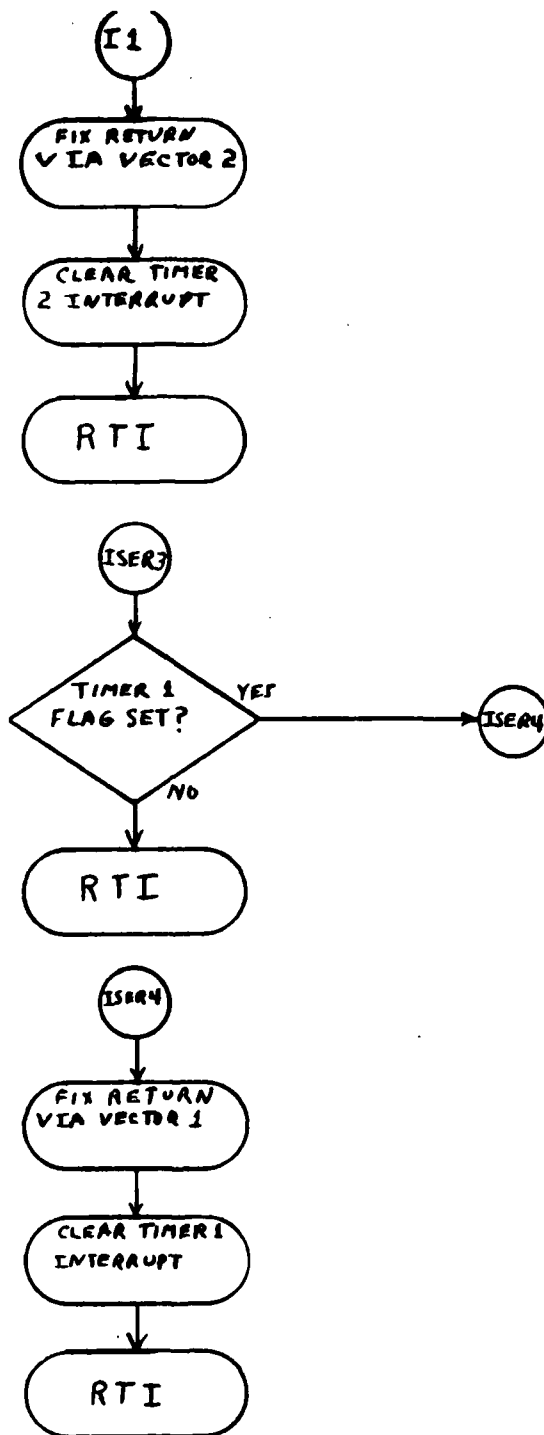 I1
FIX RETURN
VIA VECTOR 2
CLEAR TIMER
2 INTERRUPT
RTI
ISER3
TIMER 1
FLAG SET?
YES
ISER4
NO
RTI
ISER4
FIX RETURN
VIA VECTOR 1
CLEAR TIMER 1
INTERRUPT
RTI